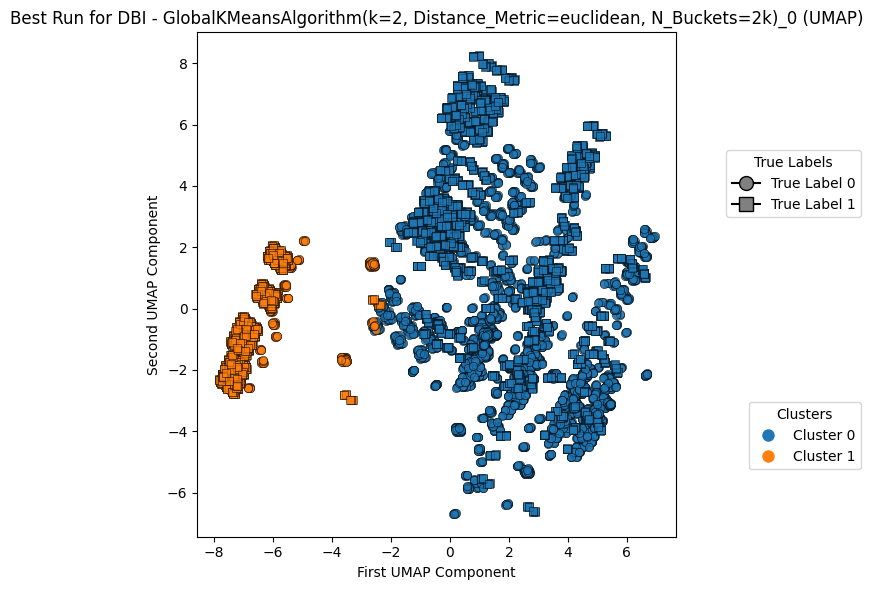 Best Run for DBI - GlobalKMeansAlgorithm(k=2, Distance_Metric=euclidean, N_Buckets=2k)_0 (UMAP)
8
6
4
2
0
−2
−4
−6
Second UMAP Component
−8
−6
−4
−2
0
2
4
6
First UMAP Component
True Labels
True Label 0
True Label 1
Clusters
Cluster 0
Cluster 1